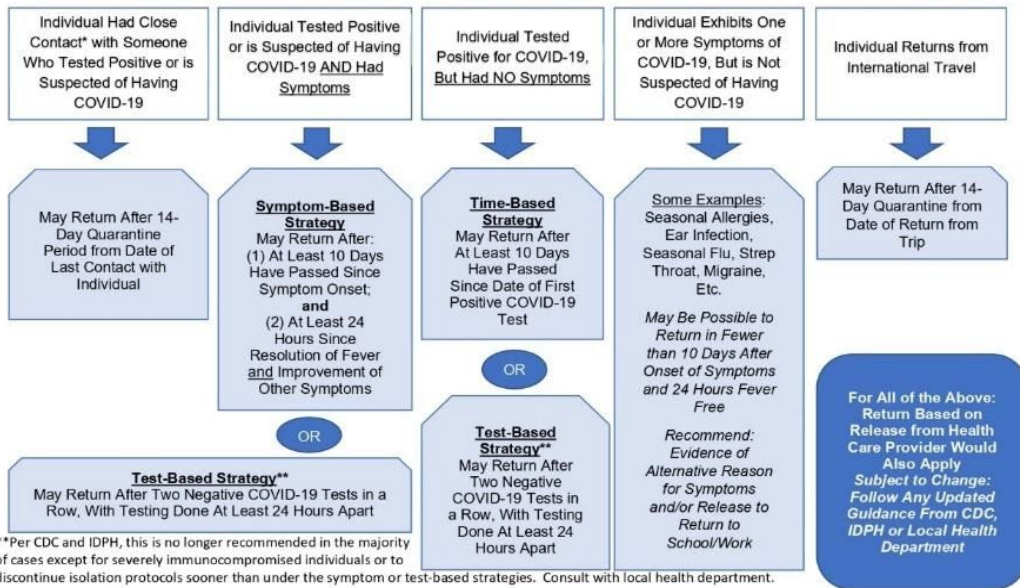 Individual Had Close
Contact* with Someone
Who Tested Positive or is
Suspected of Having
COVID-19
Individual Tested Positive
or is Suspected of Having
COVID-19 AND Had
Symptoms
Individual Tested
Positive for COVID-19,
But Had NO Symptoms
Individual Exhibits One
or More Symptoms of
COVID-19, But is Not
Suspected of Having
COVID-19
Individual Returns from
International Travel
May Return After 14-
Day Quarantine
Period from Date of
Last Contact with
Individual
Symptom-Based
Strategy
May Return After:
(1) At Least 10 Days
Have Passed Since
Symptom Onset;
and
(2) At Least 24
Hours Since
Resolution of Fever
and Improvement of
Other Symptoms
OR
Test-Based Strategy**
May Return After Two Negative COVID-19 Tests in a
Row, With Testing Done At Least 24 Hours Apart
Time-Based
Strategy
May Return After
At Least 10 Days
Have Passed
Since Date of First
Positive COVID-19
Test
OR
Test-Based
Strategy**
May Return After
Two Negative
COVID-19 Tests in
a Row, With Testing
Done At Least 24
Hours Apart
Some Examples:
Seasonal Allergies,
Ear Infection,
Seasonal Flu, Strep
Throat, Migraine,
Etc.
May Be Possible to
Return in Fewer
than 10 Days After
Onset of Symptoms
and 24 Hours Fever
Free
Recommend:
Evidence of
Alternative Reason
for Symptoms
and/or Release to
Return to
School/Work
May Return After 14-
Day Quarantine from
Date of Return from
Trip
For All of the Above:
Return Based on
Release from Health
Care Provider Would
Also Apply
Subject to Change:
Follow Any Updated
Guidance From CDC,
IDPH or Local Health
Department
**Per CDC and IDPH, this is no longer recommended in the majority
of cases except for severely immunocompromised individuals or to
discontinue isolation protocols sooner than under the symptom or test-based strategies. Consult with local health department.